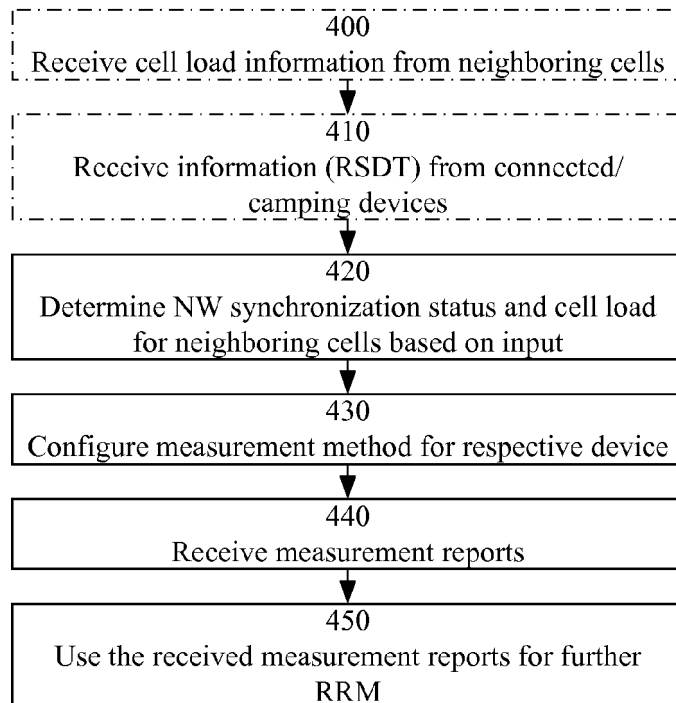 400
Receive cell load information from neighboring cells
410
Receive information (RSDT) from connected/
camping devices
420
Determine NW synchronization status and cell load
for neighboring cells based on input
430
Configure measurement method for respective device
440
Receive measurement reports
450
Use the received measurement reports for further
RRM